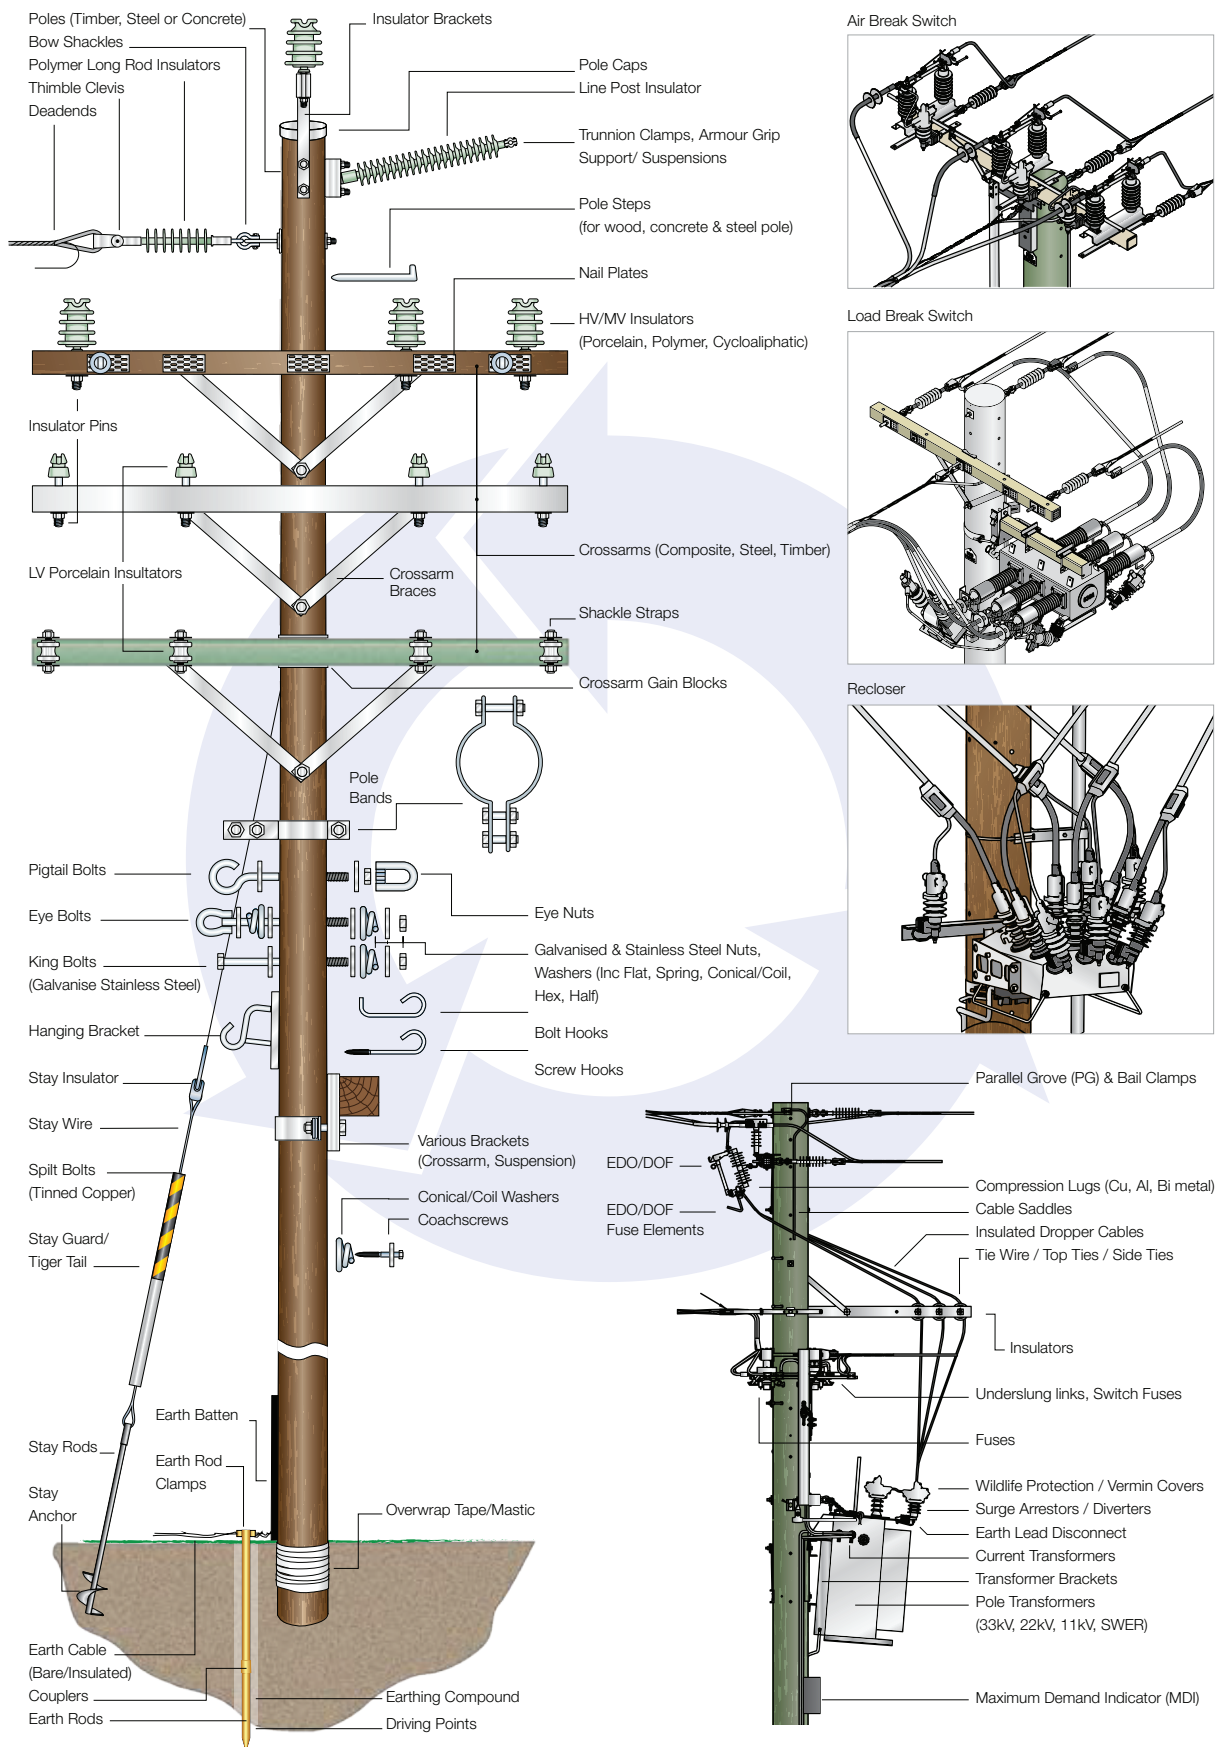 Poles (Timber, Steel or Concrete)
Bow Shackles
Polymer Long Rod Insulators
Thimble Clevis
Deadends
Insulator Brackets
Pole Caps
Line Post Insulator
Trunnion Clamps, Armour Grip
Support/ Suspensions
Pole Steps
(for wood, concrete & steel pole)
Nail Plates
HV/MV Insulators
(Porcelain, Polymer, Cycloaliphatic)
Insulator Pins
LV Porcelain Insultators
Crossarm
Braces
Crossarms (Composite, Steel, Timber)
Shackle Straps
Crossarm Gain Blocks
Pole
Bands
Pigtail Bolts
Eye Bolts
King Bolts
(Galvanise Stainless Steel)
Hanging Bracket
Stay Insulator
Stay Wire
Spilt Bolts
(Tinned Copper)
Stay Guard/
Tiger Tail
Stay Rods
Stay
Anchor
Eye Nuts
Galvanised & Stainless Steel Nuts,
Washers (Inc Flat, Spring, Conical/Coil,
Hex, Half)
Bolt Hooks
Screw Hooks
Various Brackets
(Crossarm, Suspension)
Conical/Coil Washers
Coachscrews
Earth Batten
Earth Rod
Clamps
Overwrap Tape/Mastic
Earth Cable
(Bare/Insulated)
Couplers
Earth Rods
Earthing Compound
Driving Points
Air Break Switch
Load Break Switch
Recloser
Parallel Grove (PG) & Bail Clamps
EDO/DOF
EDO/DOF
Fuse Elements
Compression Lugs (Cu, Al, Bi metal)
Cable Saddles
Insulated Dropper Cables
Tie Wire / Top Ties / Side Ties
Insulators
Underslung links, Switch Fuses
Fuses
Wildlife Protection / Vermin Covers
Surge Arrestors / Diverters
Earth Lead Disconnect
Current Transformers
Transformer Brackets
Pole Transformers
(33kV, 22kV, 11kV, SWER)
Maximum Demand Indicator (MDI)